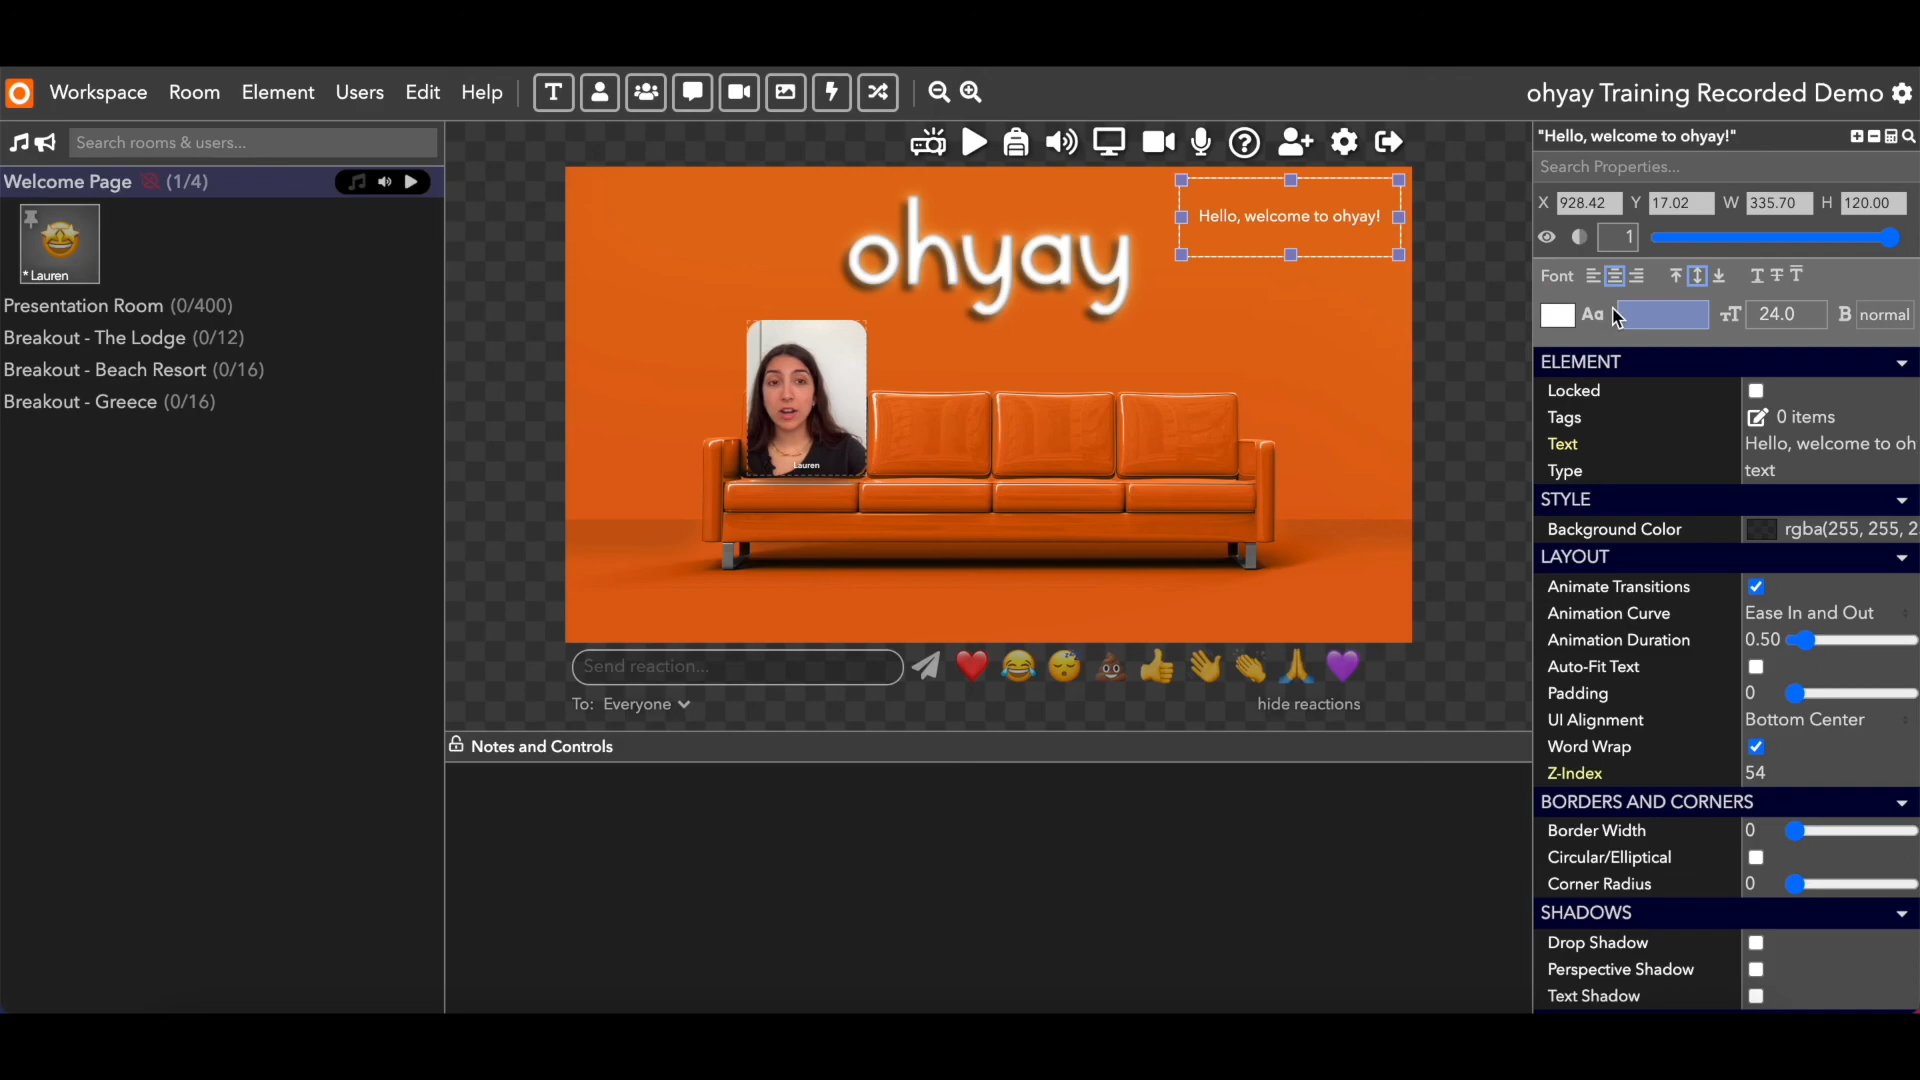 Workspace Room Element Users Edit Help
ohyay Training Recorded Demo
Search rooms & users...
Welcome Page (1/4)
* Lauren
Presentation Room (0/400)
Breakout - The Lodge (0/12)
Breakout - Beach Resort (0/16)
Breakout - Greece (0/16)
ohyay
Hello, welcome to ohyay!
Lauren
Send reaction...
To: Everyone
hide reactions
Notes and Controls
"Hello, welcome to ohyay!"
Search Properties...
X 928.42 Y 17.02 W 335.70 H 120.00
1
Font
Aa TT 24.0 B normal
ELEMENT
Locked
Tags 0 items
Text Hello, welcome to oh
Type text
STYLE
Background Color rgba(255, 255, 2
LAYOUT
Animate Transitions
Animation Curve Ease In and Out
Animation Duration 0.50
Auto-Fit Text
Padding 0
UI Alignment Bottom Center
Word Wrap
Z-Index 54
BORDERS AND CORNERS
Border Width 0
Circular/Elliptical
Corner Radius 0
SHADOWS
Drop Shadow
Perspective Shadow
Text Shadow